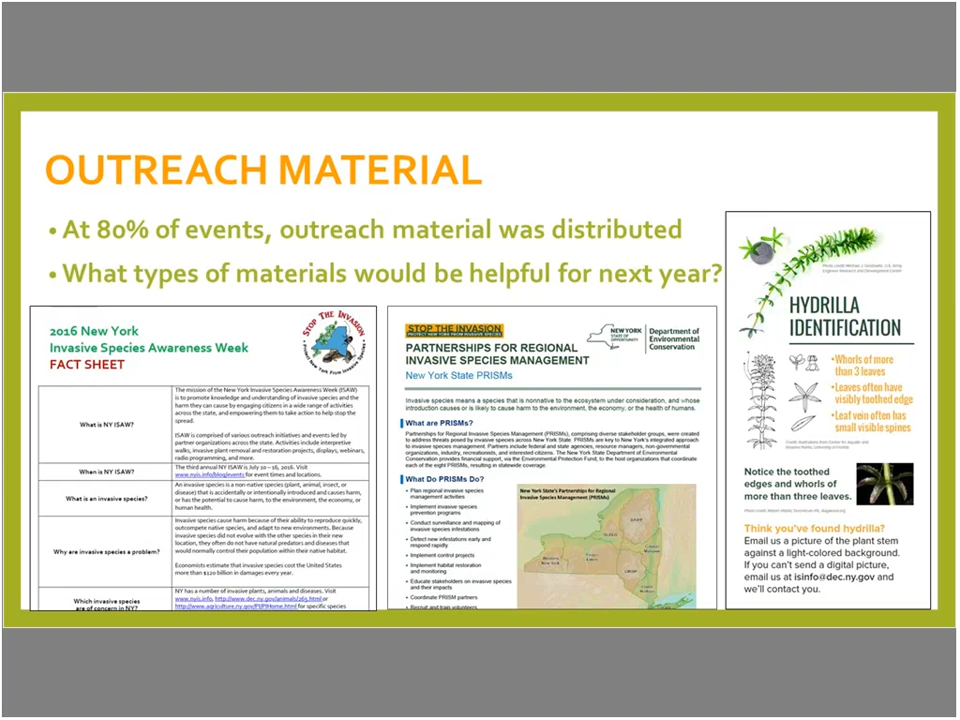 OUTREACH MATERIAL
• At 80% of events, outreach material was distributed
• What types of materials would be helpful for next year?
2016 New York
Invasive Species Awareness Week
FACT SHEET
STOP THE INVASION
Protect New York From Invasive Species
What is NY ISAW?
The mission of the New York Invasive Species Awareness Week (ISAW)
is to promote knowledge and understanding of invasive species and the
harm they can cause by engaging citizens in a wide range of activities
across the state, and empowering them to take action to help stop the
spread.
ISAW is comprised of various outreach initiatives and events led by
partner organizations across the state. Activities include interpretive
walks, invasive plant removal and restoration projects, displays, webinars,
radio programming, and more.
When is NY ISAW?
The third annual NY ISAW is July 10 – 16, 2016. Visit
www.nyis.info/blog/events for event times and locations.
What is an invasive species?
An invasive species is a non-native species (plant, animal, insect, or
disease) that is accidentally or intentionally introduced and causes harm,
or has the potential to cause harm, to the environment, the economy, or
human health.
Why are invasive species a problem?
Invasive species cause harm because of their ability to reproduce quickly,
outcompete native species, and adapt to new environments. Because
invasive species did not evolve with the other species in their new
location, they often do not have natural predators and diseases that
would normally control their population within their native habitat.
Economists estimate that invasive species cost the United States
more than $120 billion in damages every year.
Which invasive species
are of concern in NY?
NY has a number of invasive plants, animals and diseases. Visit
www.nyis.info, http://www.dec.ny.gov/animals/265.html or
http://www.agriculture.ny.gov/PI/PIHome.html for specific species
STOP THE INVASION
PROTECT NEW YORK FROM INVASIVE SPECIES
PARTNERSHIPS FOR REGIONAL
INVASIVE SPECIES MANAGEMENT
New York State PRISMs
NEW YORK
STATE OF
OPPORTUNITY
Department of
Environmental
Conservation
Invasive species means a species that is nonnative to the ecosystem under consideration, and whose
introduction causes or is likely to cause harm to the environment, the economy, or the health of humans.
What are PRISMs?
Partnerships for Regional Invasive Species Management (PRISMs), comprising diverse stakeholder groups, were created
to address threats posed by invasive species across New York State. PRISMs are key to New York's integrated approach
to invasive species management. Partners include federal and state agencies, resource managers, non-governmental
organizations, industry, recreationists, and interested citizens. The New York State Department of Environmental
Conservation provides financial support, via the Environmental Protection Fund, to the host organizations that coordinate
each of the eight PRISMs, resulting in statewide coverage.
What Do PRISMs Do?
• Plan regional invasive species
management activities
• Implement invasive species
prevention programs
• Conduct surveillance and mapping of
invasive species infestations
• Detect new infestations early and
respond rapidly
• Implement control projects
• Implement habitat restoration
and monitoring
• Educate stakeholders on invasive species
and their impacts
• Coordinate PRISM partners
• Recruit and train volunteers
New York State's Partnerships for Regional
Invasive Species Management (PRISMs)
HYDRILLA
IDENTIFICATION
• Whorls of more
than 3 leaves
• Leaves often have
visibly toothed edge
• Leaf vein often has
small visible spines
Notice the toothed
edges and whorls of
more than three leaves.
Think you've found hydrilla?
Email us a picture of the plant stem
against a light-colored background.
If you can't send a digital picture,
email us at isinfo@dec.ny.gov and
we'll contact you.